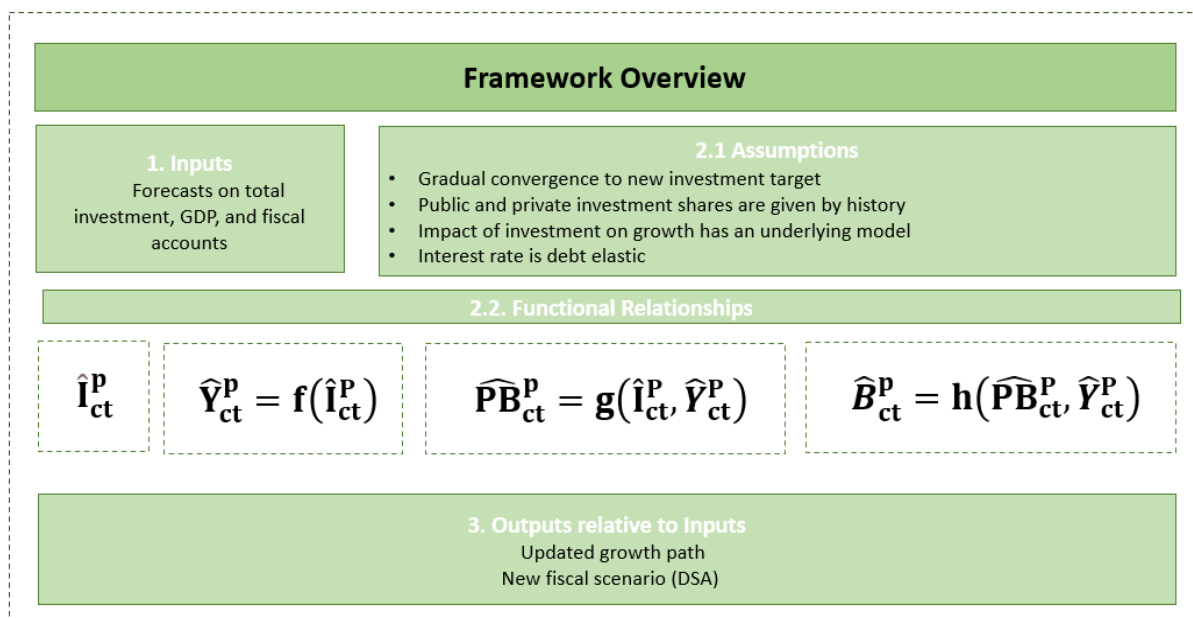 Framework Overview
1. Inputs
Forecasts on total
investment, GDP, and fiscal
accounts
2.1 Assumptions
• Gradual convergence to new investment target
• Public and private investment shares are given by history
• Impact of investment on growth has an underlying model
• Interest rate is debt elastic
2.2. Functional Relationships
Î^p_ct
Ŷ^p_ct = f(Î^P_ct)
P̂B̂^p_ct = g(Î^P_ct, Ŷ^P_ct)
B̂^p_ct = h(P̂B̂^P_ct, Ŷ^P_ct)
3. Outputs relative to Inputs
Updated growth path
New fiscal scenario (DSA)